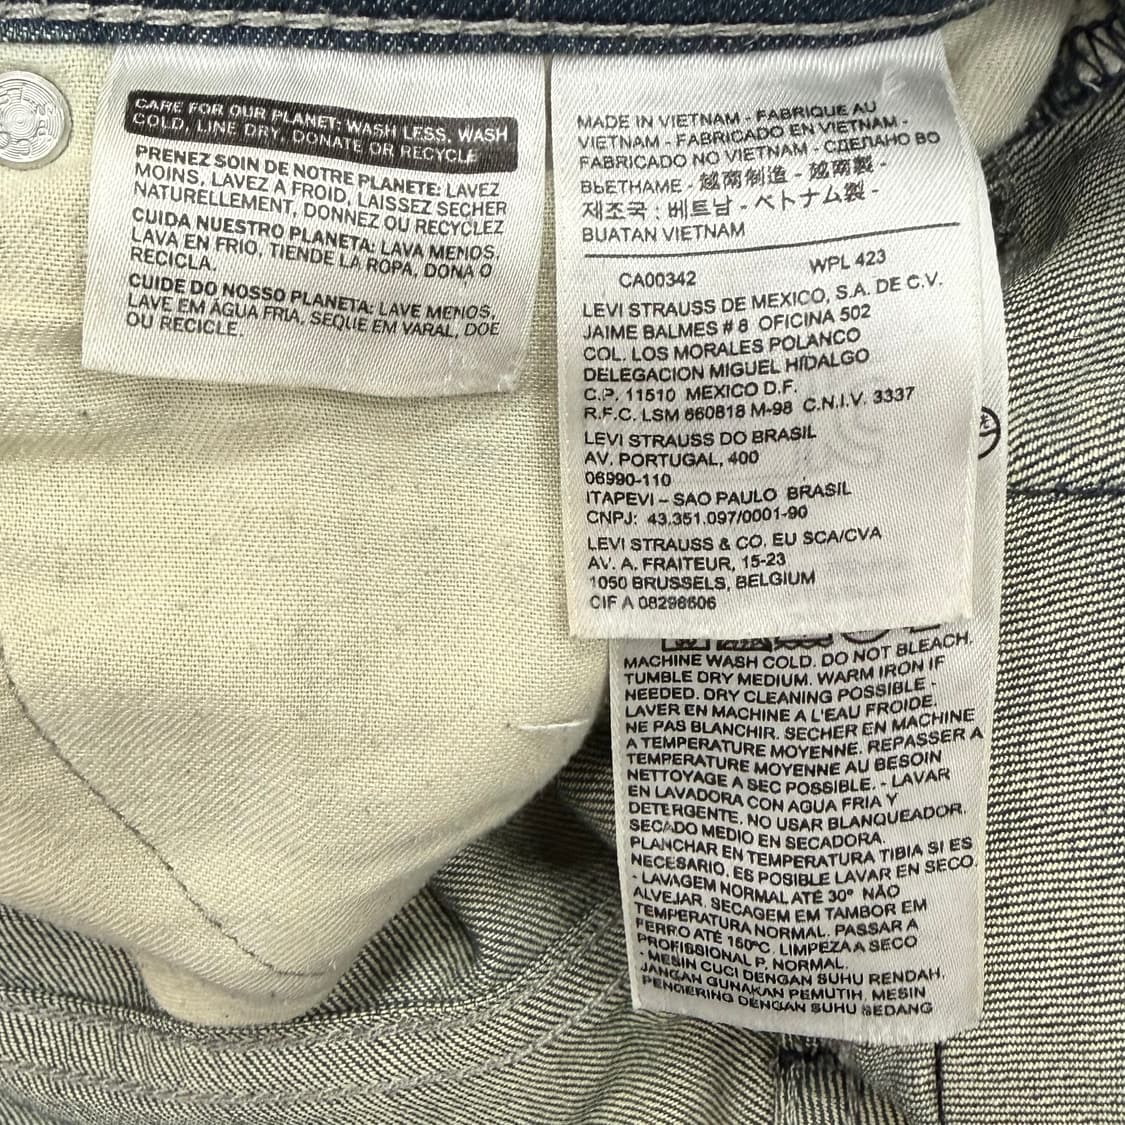 CARE FOR OUR PLANET: WASH LESS, WASH
COLD, LINE DRY, DONATE OR RECYCLE
PRENEZ SOIN DE NOTRE PLANETE: LAVEZ
MOINS, LAVEZ À FROID, LAISSEZ SECHER
NATURELLEMENT, DONNEZ OU RECYCLEZ
CUIDA NUESTRO PLANETA: LAVA MENOS,
LAVA EN FRIO, TIENDE LA ROPA, DONA O
RECICLA.
CUIDE DO NOSSO PLANETA: LAVE MENOS,
LAVE EM ÁGUA FRIA, SEQUE EM VARAL, DOE
OU RECICLE.
MADE IN VIETNAM - FABRIQUE AU
VIETNAM - FABRICADO EN VIETNAM -
FABRICADO NO VIETNAM - СДЕЛАНО ВО
ВЬЕТНАМЕ - 越南制造 - 越南製 -
제조국 : 베트남 - ベトナム製 -
BUATAN VIETNAM
CA00342 WPL 423
LEVI STRAUSS DE MEXICO, S.A. DE C.V.
JAIME BALMES # 8 OFICINA 502
COL. LOS MORALES POLANCO
DELEGACION MIGUEL HIDALGO
C.P. 11510 MEXICO D.F.
R.F.C. LSM 660818 M-98 C.N.I.V. 3337
LEVI STRAUSS DO BRASIL
AV. PORTUGAL, 400
06990-110
ITAPEVI – SAO PAULO BRASIL
CNPJ: 43.351.097/0001-90
LEVI STRAUSS & CO. EU SCA/CVA
AV. A. FRAITEUR, 15-23
1050 BRUSSELS, BELGIUM
CIF A 08298606
MACHINE WASH COLD. DO NOT BLEACH.
TUMBLE DRY MEDIUM. WARM IRON IF
NEEDED. DRY CLEANING POSSIBLE -
LAVER EN MACHINE A L'EAU FROIDE.
NE PAS BLANCHIR. SECHER EN MACHINE
A TEMPERATURE MOYENNE. REPASSER A
TEMPERATURE MOYENNE AU BESOIN
NETTOYAGE A SEC POSSIBLE. - LAVAR
EN LAVADORA CON AGUA FRIA Y
DETERGENTE. NO USAR BLANQUEADOR.
SECADO MEDIO EN SECADORA.
PLANCHAR EN TEMPERATURA TIBIA SI ES
NECESARIO. ES POSIBLE LAVAR EN SECO.
- LAVAGEM NORMAL ATÉ 30° NÃO
ALVEJAR. SECAGEM EM TAMBOR EM
TEMPERATURA NORMAL. PASSAR A
FERRO ATÉ 160°C. LIMPEZA A SECO
PROFISSIONAL P, NORMAL.
- MESIN CUCI DENGAN SUHU RENDAH.
JANGAN GUNAKAN PEMUTIH. MESIN
PENGERING DENGAN SUHU SEDANG